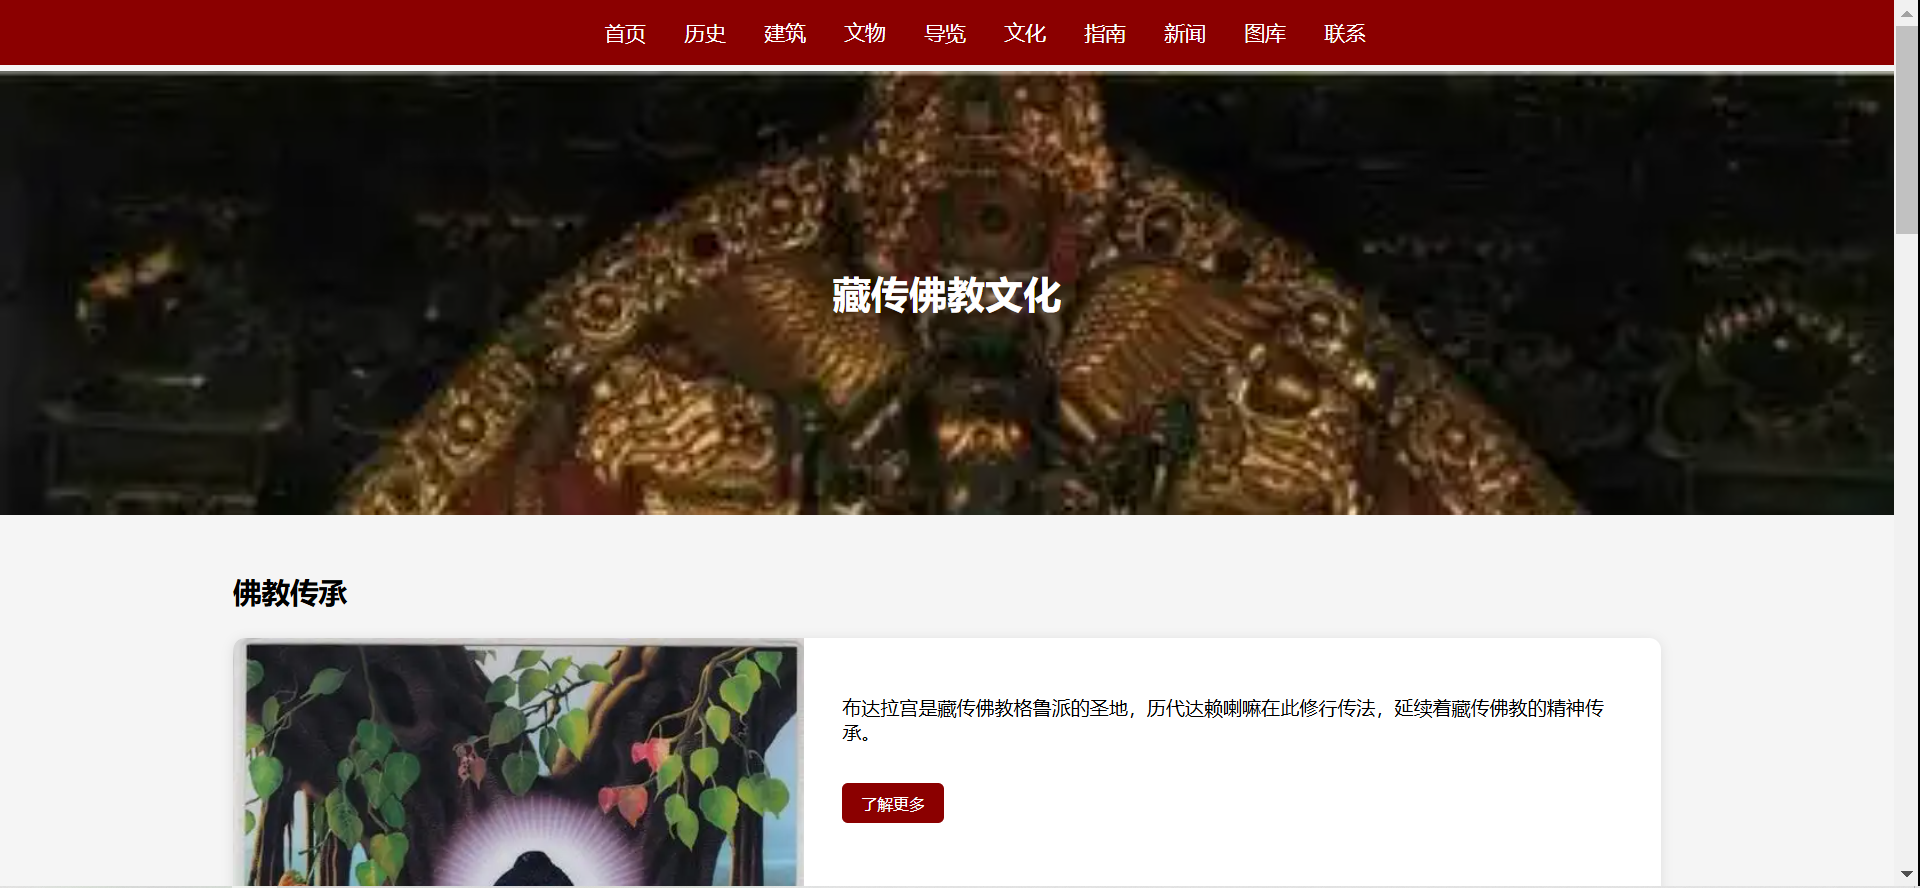 首页 历史 建筑 文物 导览 文化 指南 新闻 图库 联系
藏传佛教文化
佛教传承
布达拉宫是藏传佛教格鲁派的圣地，历代达赖喇嘛在此修行传法，延续着藏传佛教的精神传
承。
了解更多